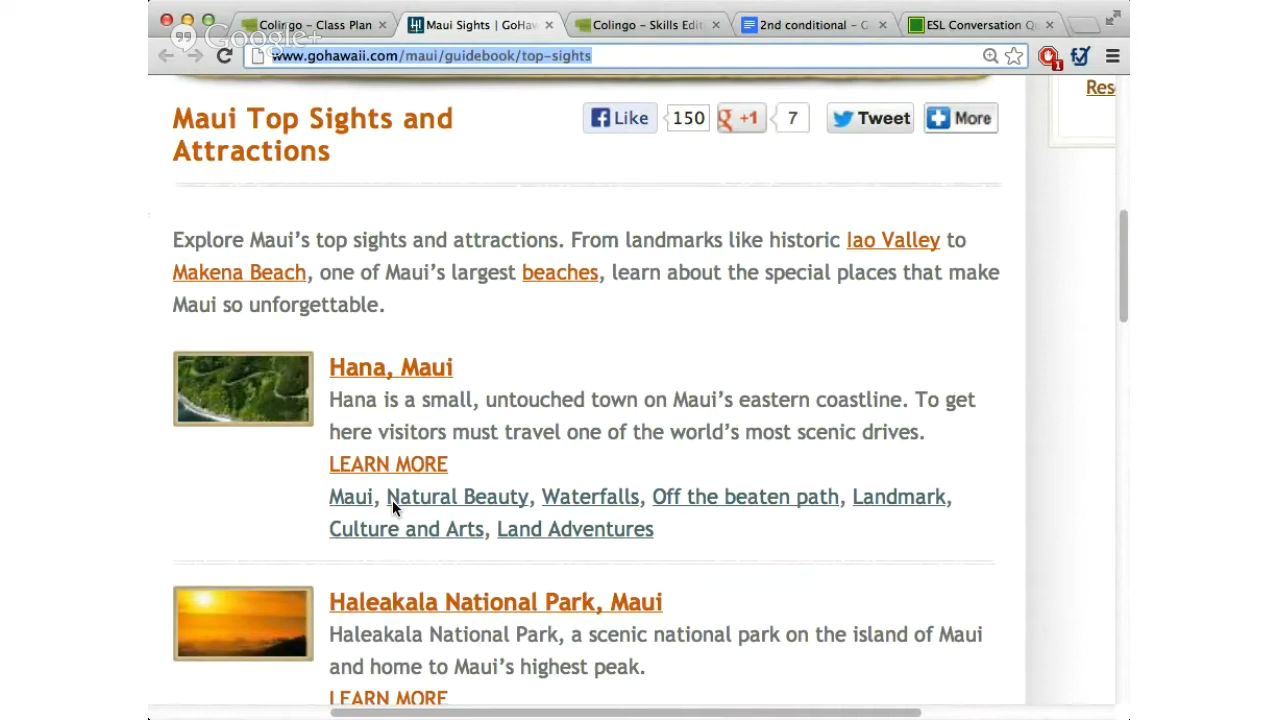 Colingo – Class Plan
Maui Sights | GoHaw
Colingo – Skills Edit
2nd conditional – G
ESL Conversation Qu
Google+
www.gohawaii.com/maui/guidebook/top-sights
1
Res
Maui Top Sights and
Attractions
Like 150 +1 7 Tweet More
Explore Maui’s top sights and attractions. From landmarks like historic Iao Valley to
Makena Beach, one of Maui’s largest beaches, learn about the special places that make
Maui so unforgettable.
Hana, Maui
Hana is a small, untouched town on Maui’s eastern coastline. To get
here visitors must travel one of the world’s most scenic drives.
LEARN MORE
Maui, Natural Beauty, Waterfalls, Off the beaten path, Landmark,
Culture and Arts, Land Adventures
Haleakala National Park, Maui
Haleakala National Park, a scenic national park on the island of Maui
and home to Maui’s highest peak.
LEARN MORE